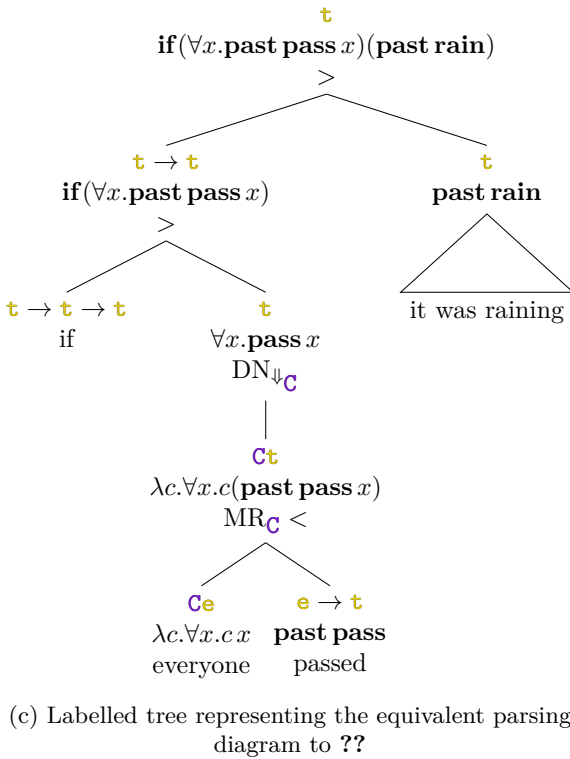 t
if(∀x.past pass x)(past rain)
>
t → t t
if(∀x.past pass x) past rain
>
t → t → t t it was raining
if ∀x.pass x
DN⇓C
Ct
λc.∀x.c(past pass x)
MRC <
Ce e → t
λc.∀x.c x past pass
everyone passed
(c) Labelled tree representing the equivalent parsing
diagram to ??